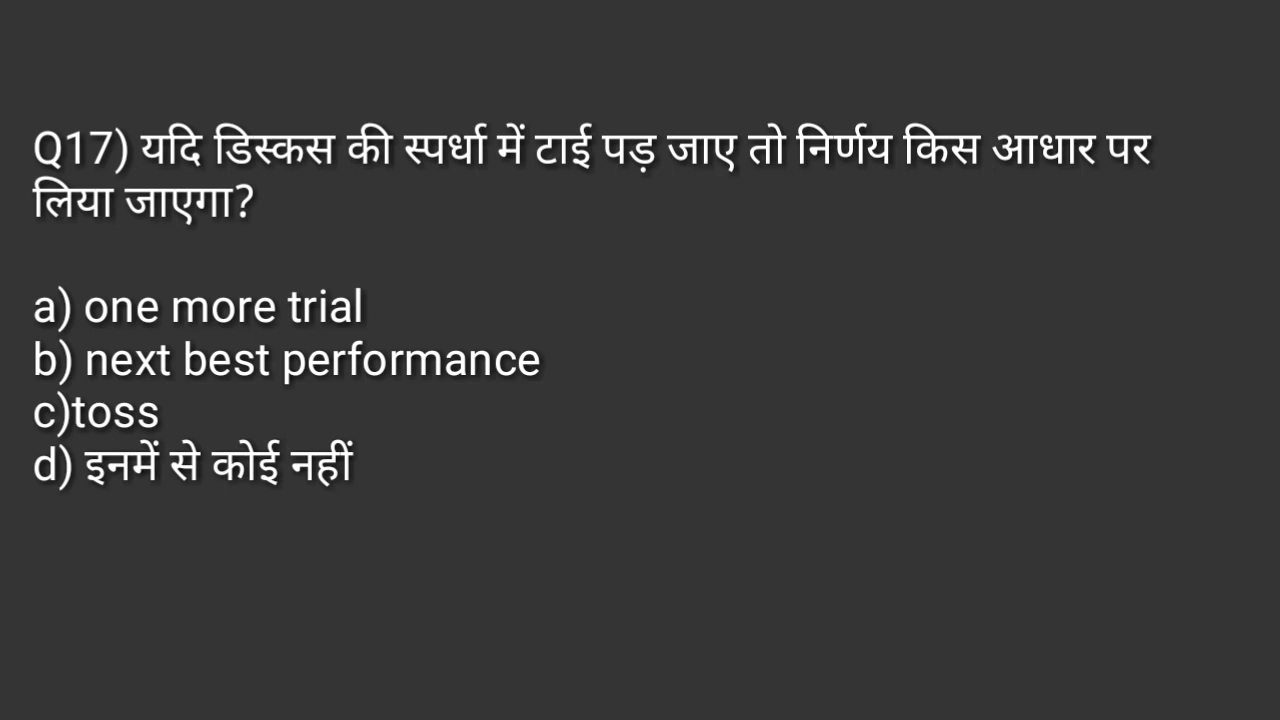 Q17) यदि डिस्कस की स्पर्धा में टाई पड़ जाए तो निर्णय किस आधार पर
लिया जाएगा?
a) one more trial
b) next best performance
c)toss
d) इनमें से कोई नहीं